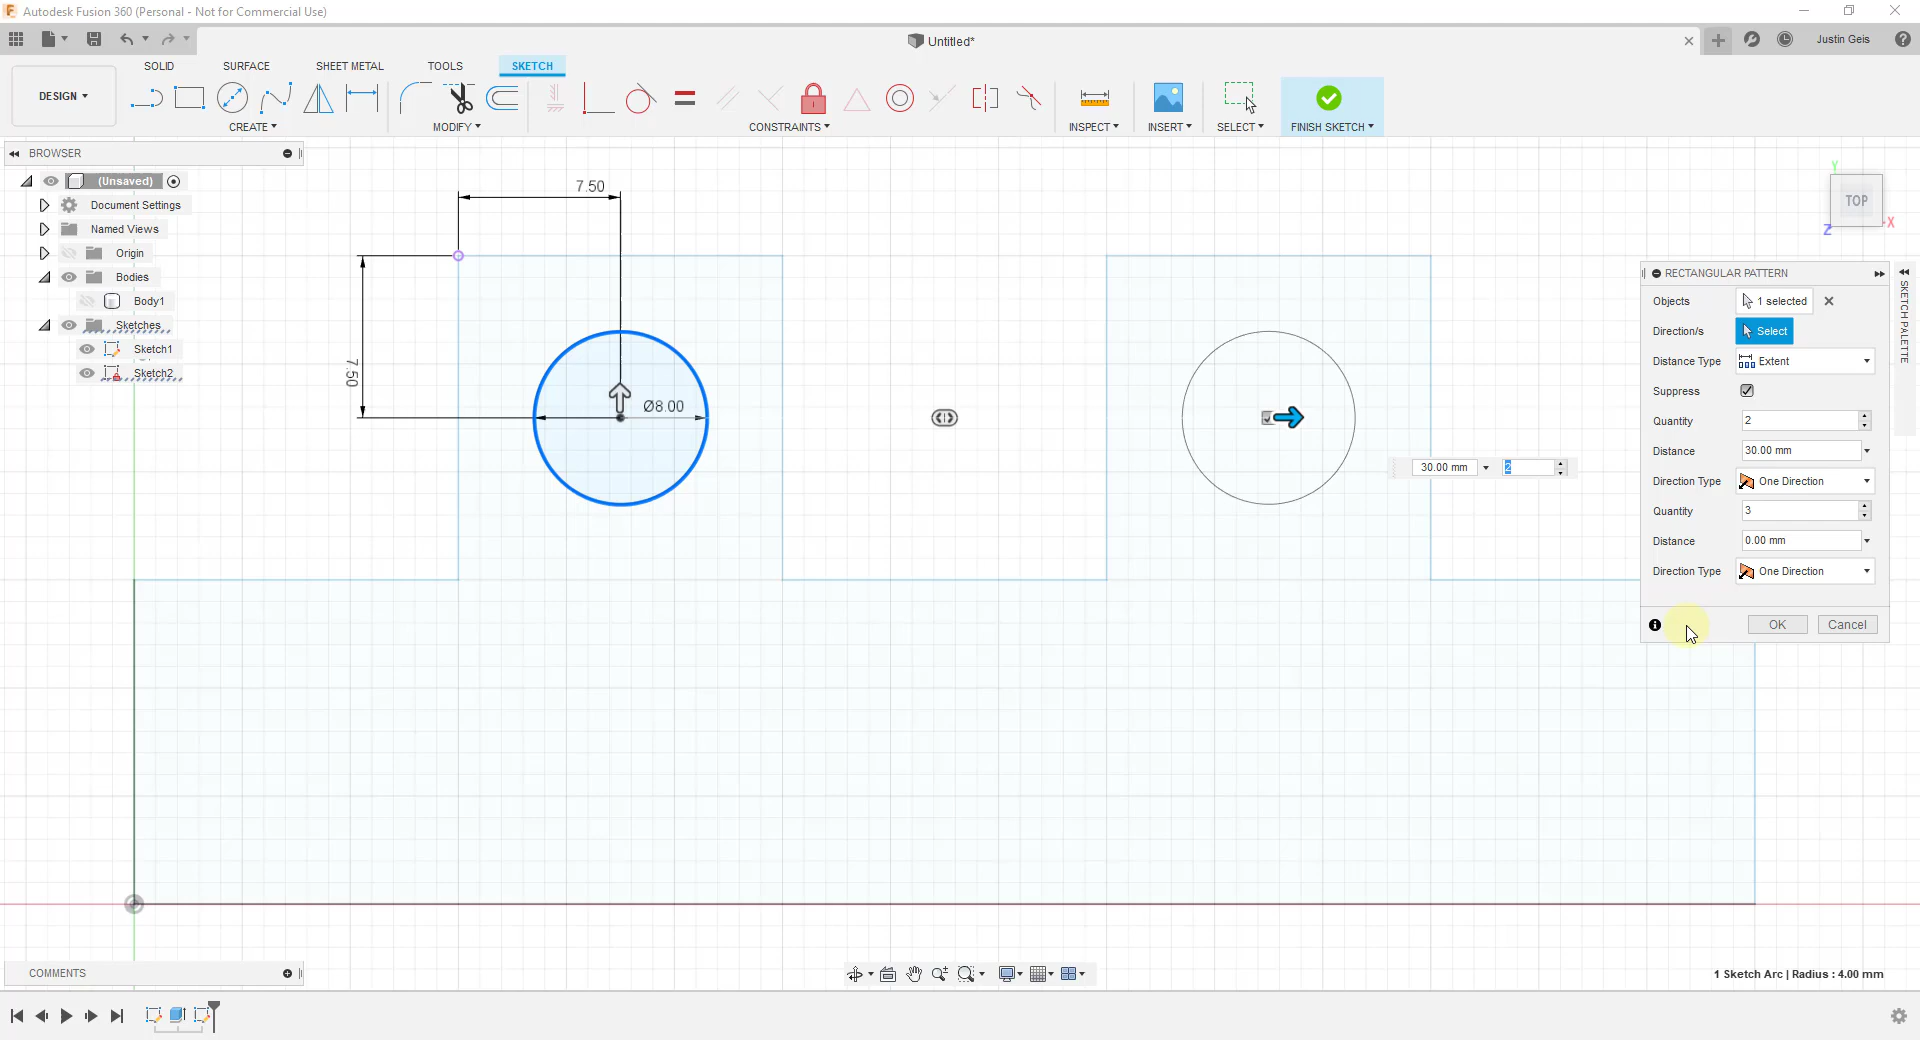 Autodesk Fusion 360 (Personal - Not for Commercial Use)
Untitled*
Justin Geis
SOLID
SURFACE
SHEET METAL
TOOLS
SKETCH
DESIGN
CREATE
MODIFY
CONSTRAINTS
INSPECT
INSERT
SELECT
FINISH SKETCH
BROWSER
(Unsaved)
Document Settings
Named Views
Origin
Bodies
Body1
Sketches
Sketch1
Sketch2
7.50
7.50
Ø8.00
30.00 mm
2
Y
TOP
X
Z
RECTANGULAR PATTERN
Objects
1 selected
Direction/s
Select
Distance Type
Extent
Suppress
Quantity
2
Distance
30.00 mm
Direction Type
One Direction
Quantity
3
Distance
0.00 mm
Direction Type
One Direction
OK
Cancel
SKETCH PALETTE
COMMENTS
1 Sketch Arc | Radius : 4.00 mm